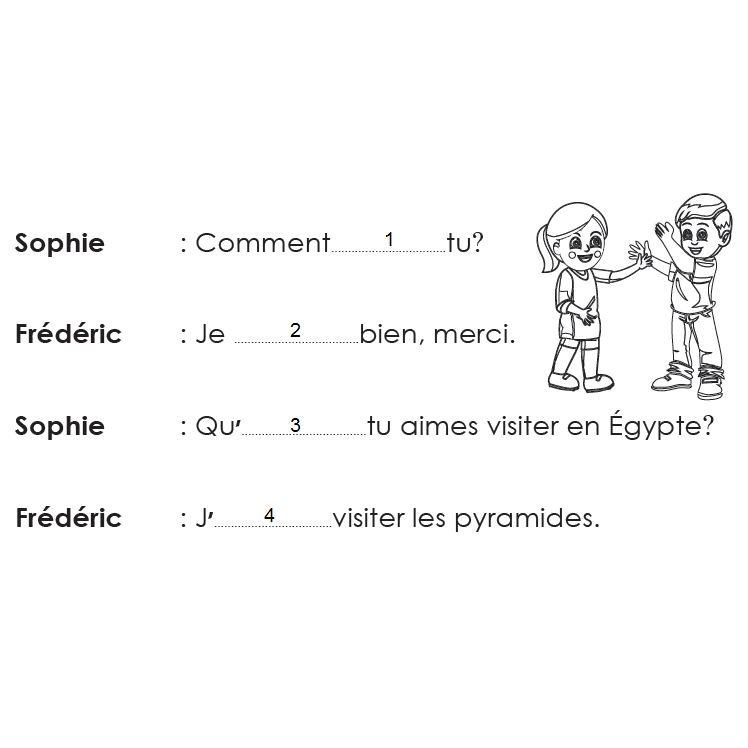 Sophie : Comment.......1.......tu?
Frédéric : Je .......2.......bien, merci.
Sophie : Qu'.......3.......tu aimes visiter en Égypte?
Frédéric : J'.......4.......visiter les pyramides.